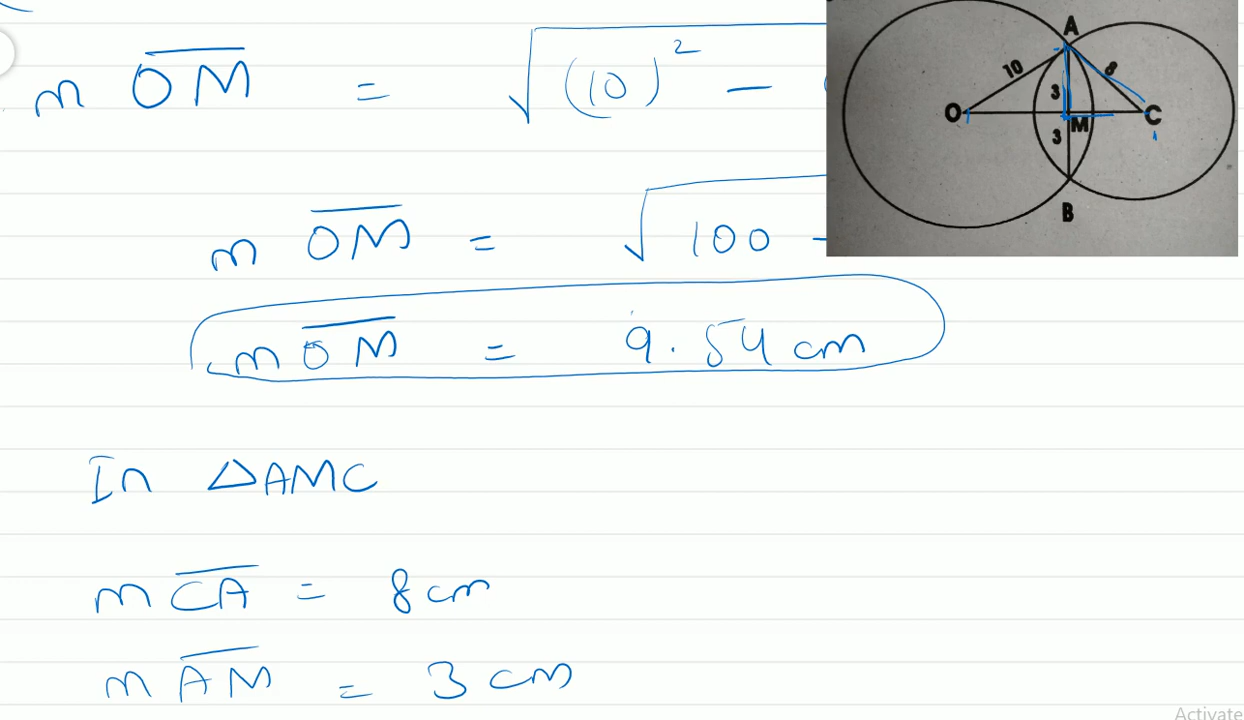 m OM = √(10)² –
m OM = √100 –
m OM = 9.54 cm
In △AMC
m CA = 8 cm
m AM = 3 cm
A
10
8
3
O
M
C
3
B
Activate